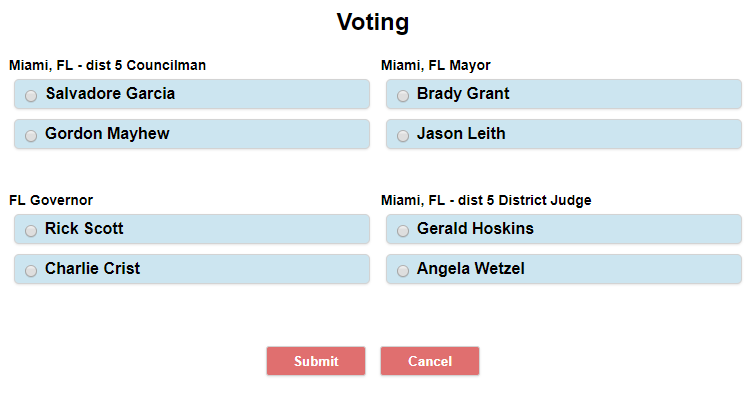 Voting
Miami, FL - dist 5 Councilman
Salvadore Garcia
Gordon Mayhew
Miami, FL Mayor
Brady Grant
Jason Leith
FL Governor
Rick Scott
Charlie Crist
Miami, FL - dist 5 District Judge
Gerald Hoskins
Angela Wetzel
Submit
Cancel